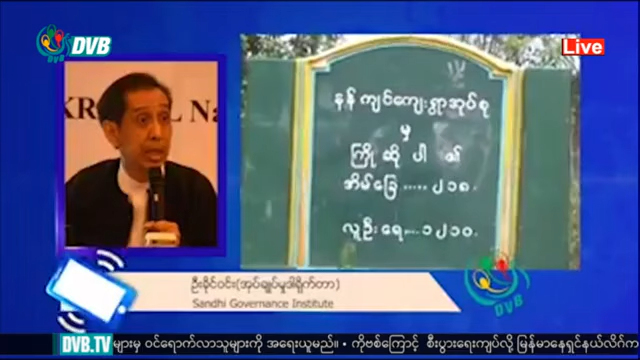 DVB
DVB
Live
KR L Na
နန် ကျင်ကျေးရွာအုပ်စု
မှ
ကြို ဆို ပါ ၏
အိမ်ခြေ.....၂၁၈.
လူဦးရေ....၁၂၁၀.
DVB
ဦးခိုင်ဝင်း(အုပ်ချုပ်မှုဒါရိုက်တာ)
Sandhi Governance Institute
DVB.TV များမှ ဝင်ရောက်လာသူများကို အရေးယူမည်။ • ကိုဗစ်ကြောင့် စီးပွားရေးကျပ်လို့ မြန်မာနေရှင်နယ်လိဂ်က